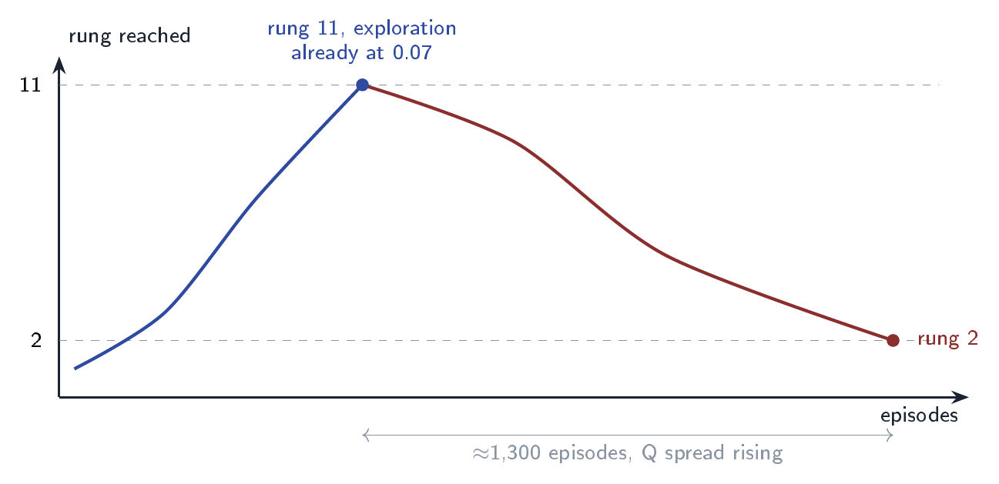 rung reached
rung 11, exploration
already at 0.07
11
2
rung 2
episodes
≈1,300 episodes, Q spread rising